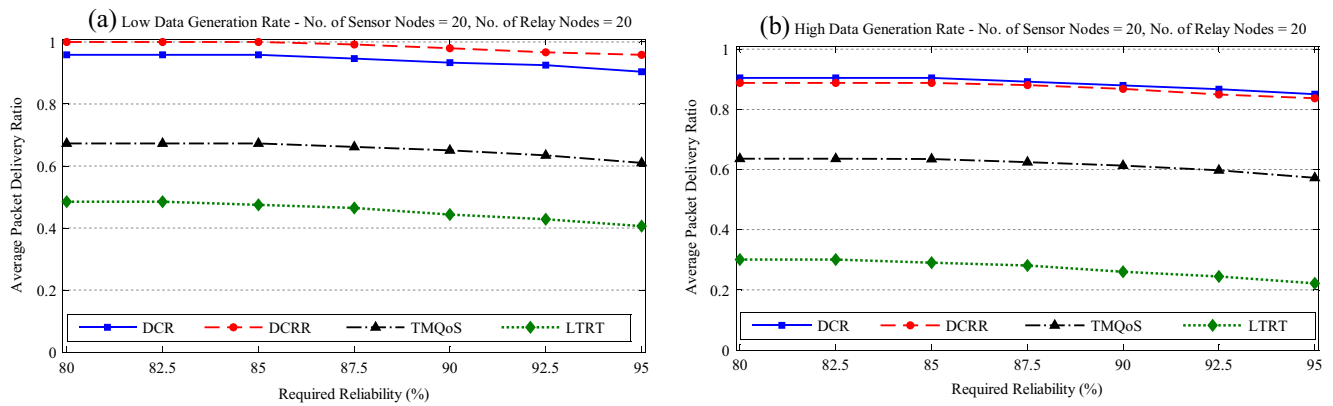 (a) Low Data Generation Rate - No. of Sensor Nodes = 20, No. of Relay Nodes = 20
Average Packet Delivery Ratio
1
0.8
0.6
0.4
0.2
0
DCR DCRR TMQoS LTRT
80 82.5 85 87.5 90 92.5 95
Required Reliability (%)
(b) High Data Generation Rate - No. of Sensor Nodes = 20, No. of Relay Nodes = 20
Average Packet Delivery Ratio
1
0.8
0.6
0.4
0.2
0
DCR DCRR TMQoS LTRT
80 82.5 85 87.5 90 92.5 95
Required Reliability (%)